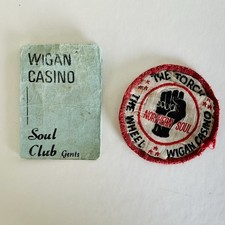 WIGAN
CASINO
Soul
Club Gents
THE TORCH
NORTHERN SOUL
THE WHEEL
WIGAN CASINO